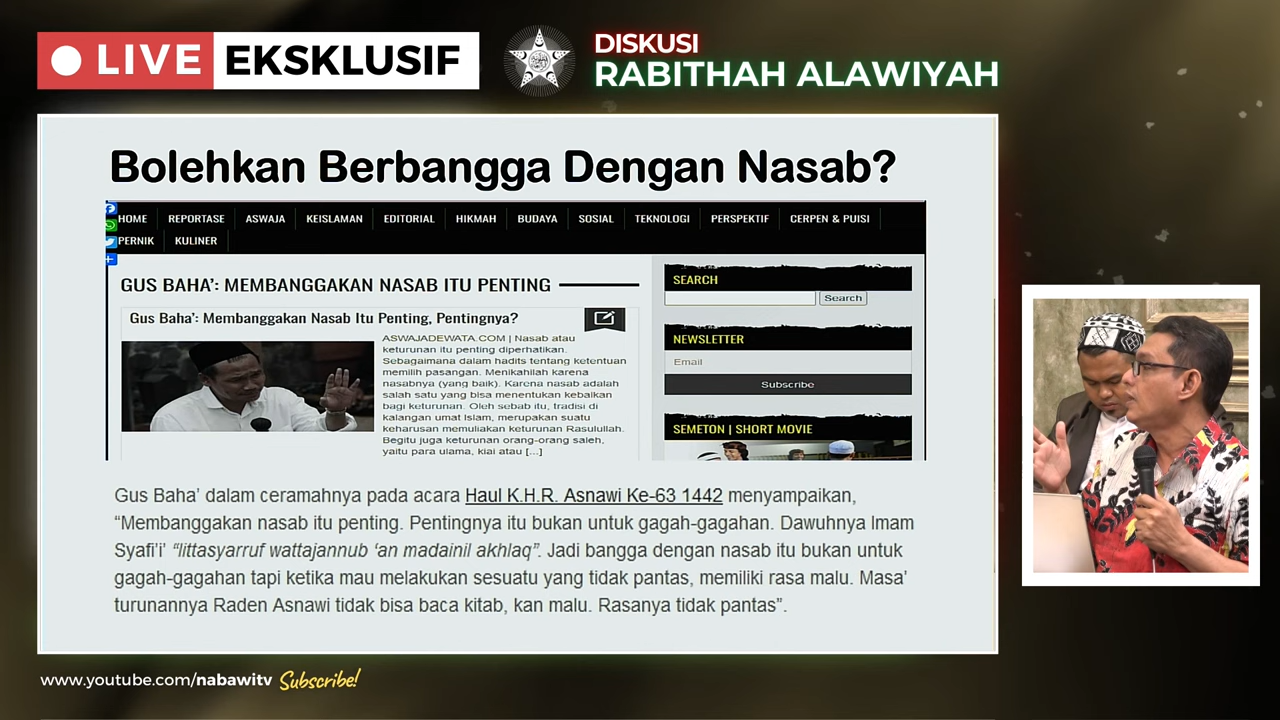 LIVE EKSKLUSIF
DISKUSI
RABITHAH ALAWIYAH
Bolehkan Berbangga Dengan Nasab?
HOME REPORTASE ASWAJA KEISLAMAN EDITORIAL HIKMAH BUDAYA SOSIAL TEKNOLOGI PERSPEKTIF CERPEN & PUISI
PERNIK KULINER
GUS BAHA’: MEMBANGGAKAN NASAB ITU PENTING
Gus Baha’: Membanggakan Nasab Itu Penting, Pentingnya?
ASWAJADEWATA.COM | Nasab atau
keturunan itu penting diperhatikan.
Sebagaimana dalam hadits tentang ketentuan
memilih pasangan. Menikahilah karena
nasabnya (yang baik). Karena nasab adalah
salah satu yang bisa menentukan kebaikan
bagi keturunan. Oleh sebab itu, tradisi di
kalangan umat Islam, merupakan suatu
keharusan memuliakan keturunan Rasulullah.
Begitu juga keturunan orang-orang saleh,
yaitu para ulama, kiai atau [...]
SEARCH
Search
NEWSLETTER
Email
Subscribe
SEMETON | SHORT MOVIE
Gus Baha’ dalam ceramahnya pada acara Haul K.H.R. Asnawi Ke-63 1442 menyampaikan,
“Membanggakan nasab itu penting. Pentingnya itu bukan untuk gagah-gagahan. Dawuhnya Imam
Syafi’i’ “littasyarruf wattajannub ‘an madainil akhlaq”. Jadi bangga dengan nasab itu bukan untuk
gagah-gagahan tapi ketika mau melakukan sesuatu yang tidak pantas, memiliki rasa malu. Masa’
turunannya Raden Asnawi tidak bisa baca kitab, kan malu. Rasanya tidak pantas”.
www.youtube.com/nabawitv Subscribe!